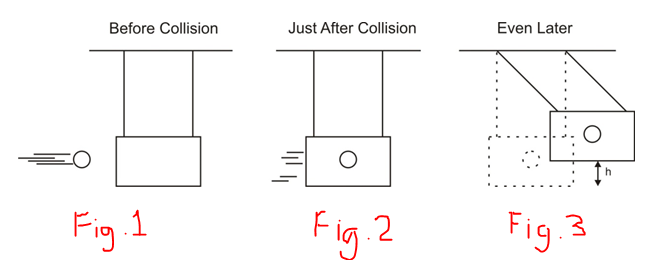 Before Collision
Just After Collision
Even Later
h
Fig.1
Fig.2
Fig.3